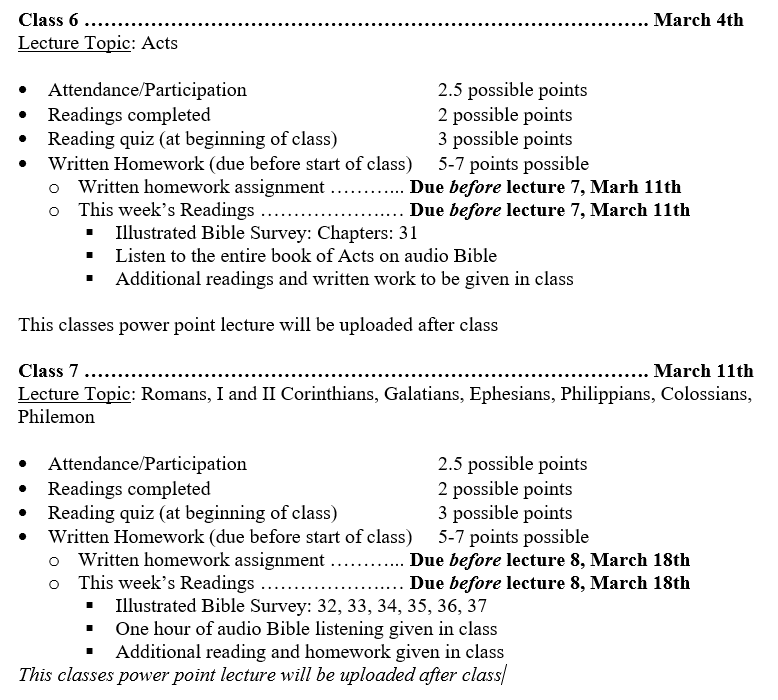 Class 6 ……………………………………………………………………………. March 4th
Lecture Topic: Acts
• Attendance/Participation 2.5 possible points
• Readings completed 2 possible points
• Reading quiz (at beginning of class) 3 possible points
• Written Homework (due before start of class) 5-7 points possible
o Written homework assignment ……….. Due before lecture 7, Marh 11th
o This week’s Readings ………………….. Due before lecture 7, March 11th
▪ Illustrated Bible Survey: Chapters: 31
▪ Listen to the entire book of Acts on audio Bible
▪ Additional readings and written work to be given in class
This classes power point lecture will be uploaded after class
Class 7 ……………………………………………………………………………. March 11th
Lecture Topic: Romans, I and II Corinthians, Galatians, Ephesians, Philippians, Colossians,
Philemon
• Attendance/Participation 2.5 possible points
• Readings completed 2 possible points
• Reading quiz (at beginning of class) 3 possible points
• Written Homework (due before start of class) 5-7 points possible
o Written homework assignment ……….. Due before lecture 8, March 18th
o This week’s Readings ………………….. Due before lecture 8, March 18th
▪ Illustrated Bible Survey: 32, 33, 34, 35, 36, 37
▪ One hour of audio Bible listening given in class
▪ Additional reading and homework given in class
This classes power point lecture will be uploaded after class